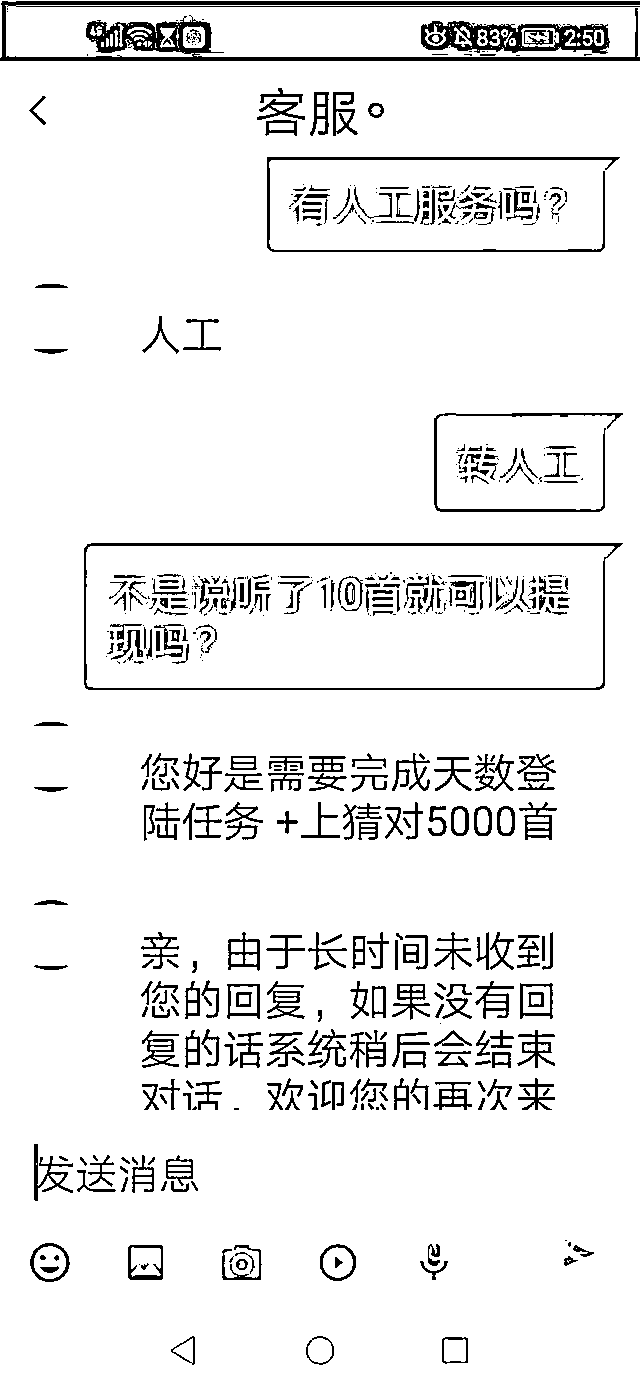 4G 83% 2:50
客服。
有人工服务吗?
人工
转人工
不是说听了10首就可以提
现吗?
您好是需要完成天数登
陆任务+上猜对5000首
亲，由于长时间未收到
您的回复，如果没有回
复的话系统稍后会结束
对话．欢迎您的再次来
发送消息